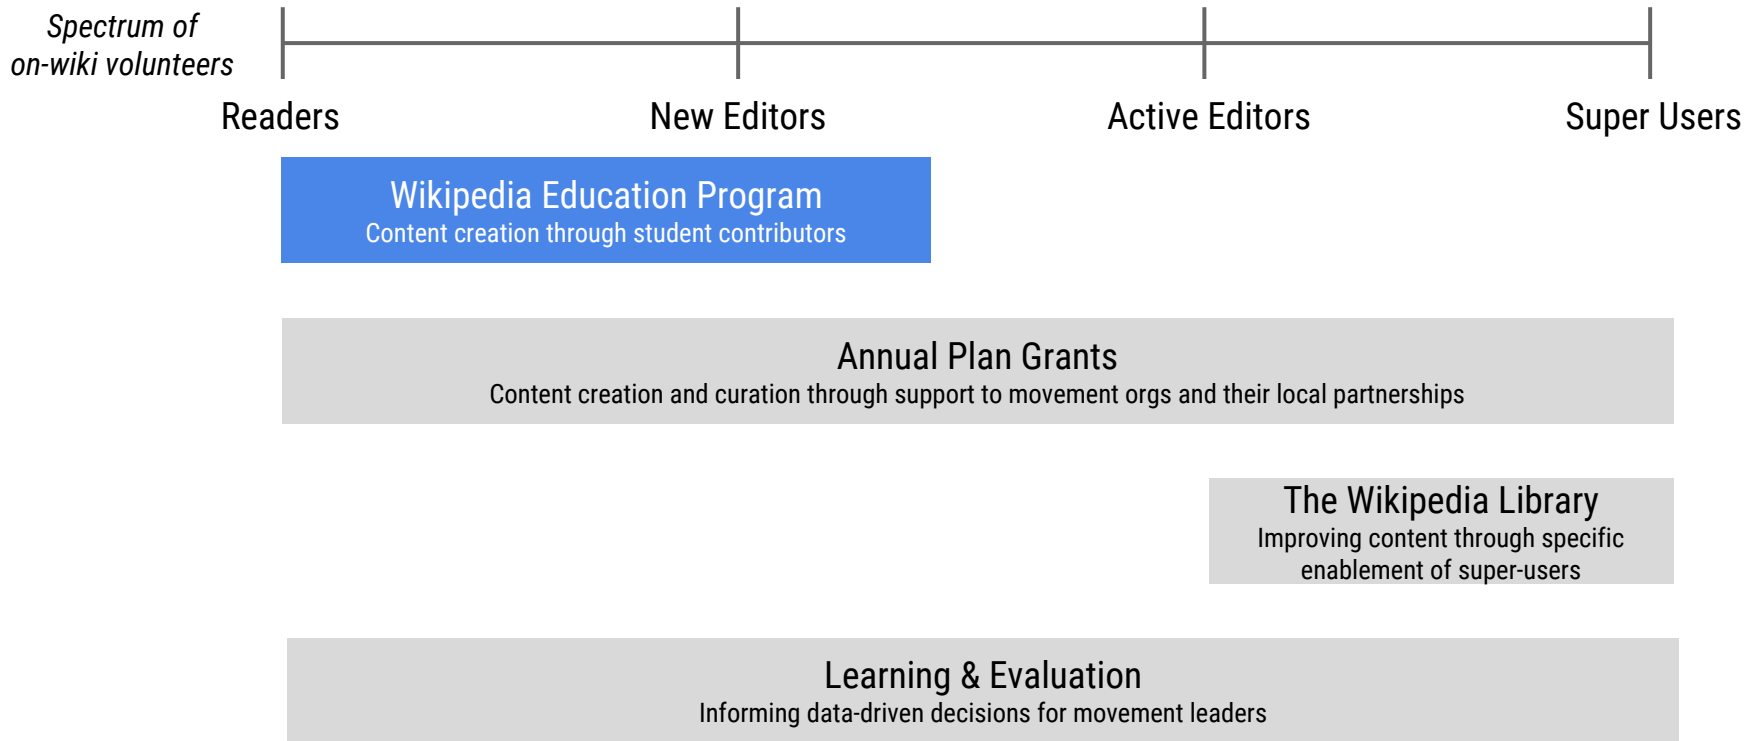 Spectrum of
on-wiki volunteers
Readers
New Editors
Active Editors
Super Users
Wikipedia Education Program
Content creation through student contributors
Annual Plan Grants
Content creation and curation through support to movement orgs and their local partnerships
The Wikipedia Library
Improving content through specific
enablement of super-users
Learning & Evaluation
Informing data-driven decisions for movement leaders